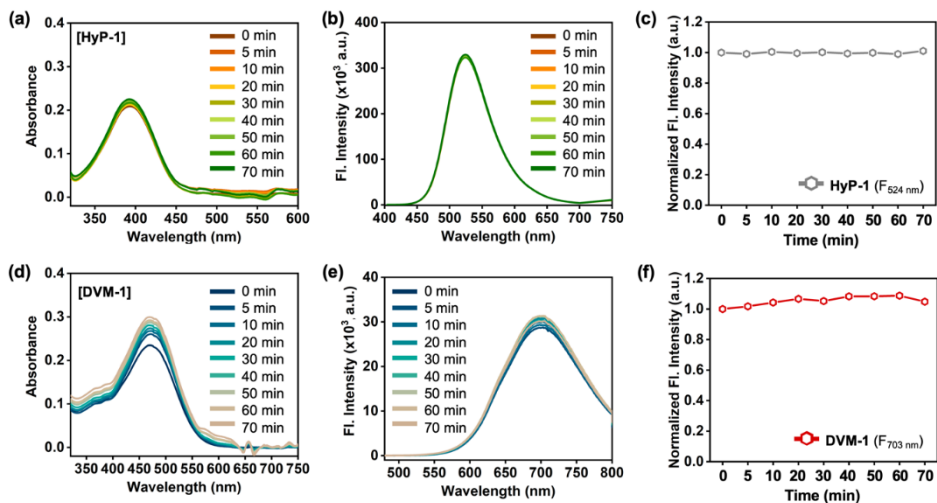 (a)
[HyP-1]
0 min
5 min
10 min
20 min
30 min
40 min
50 min
60 min
70 min
Absorbance
0.4
0.3
0.2
0.1
0.0
350 400 450 500 550 600
Wavelength (nm)
(b)
0 min
5 min
10 min
20 min
30 min
40 min
50 min
60 min
70 min
Fl. Intensity (x10³, a.u.)
400
300
200
100
0
400 450 500 550 600 650 700 750
Wavelength (nm)
(c)
Normalized Fl. Intensity (a.u.)
1.2
1.0
0.8
0.6
0.4
0.2
0.0
HyP-1 (F524 nm)
0 5 10 20 30 40 50 60 70
Time (min)
(d)
[DVM-1]
0 min
5 min
10 min
20 min
30 min
40 min
50 min
60 min
70 min
Absorbance
0.3
0.2
0.1
0.0
350 400 450 500 550 600 650 700 750
Wavelength (nm)
(e)
0 min
5 min
10 min
20 min
30 min
40 min
50 min
60 min
70 min
Fl. Intensity (x10³, a.u.)
40
30
20
10
0
500 550 600 650 700 750 800
Wavelength (nm)
(f)
Normalized Fl. Intensity (a.u.)
1.2
1.0
0.8
0.6
0.4
0.2
0.0
DVM-1 (F703 nm)
0 5 10 20 30 40 50 60 70
Time (min)